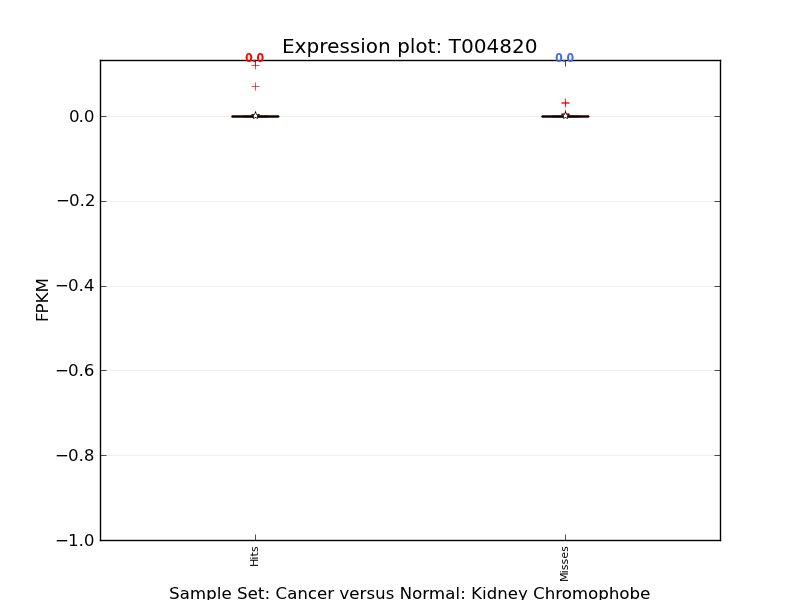 Expression plot: T004820
0.0 0.0
0.0
−0.2
−0.4
FPKM
−0.6
−0.8
−1.0
Hits Misses
Sample Set: Cancer versus Normal: Kidney Chromophobe